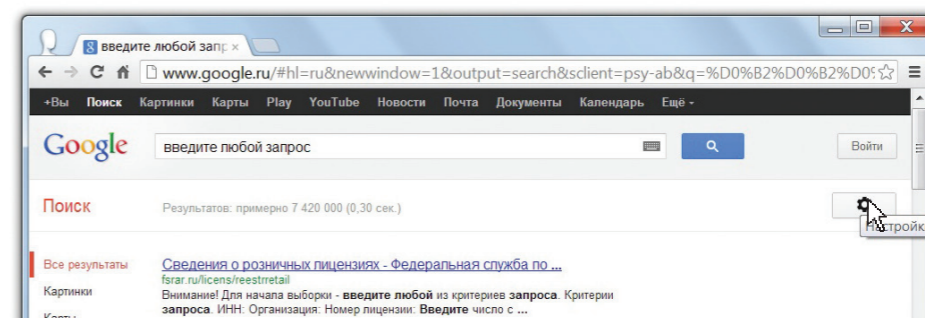 введите любой запр
www.google.ru/#hl=ru&newwindow=1&output=search&sclient=psy-ab&q=%D0%B2%D0%B2%D0
+Вы Поиск Картинки Карты Play YouTube Новости Почта Документы Календарь Ещё
Google введите любой запрос Войти
Поиск Результатов: примерно 7 420 000 (0,30 сек.)
Все результаты Сведения о розничных лицензиях - Федеральная служба по ...
fsrar.ru/licens/reestrretail
Картинки Внимание! Для начала выборки - введите любой из критериев запроса. Критерии
запроса. ИНН: Организация: Номер лицензии: Введите число с ...